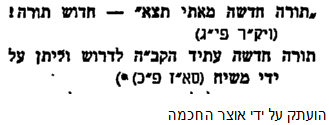 „תורה חדשה מאתי תצא" — חדוש תורה!
(ויק"ר פי"ג)
תורה חדשה עתיד הקב"ה לדרוש וליתן על
ידי משיח (סא"ז פ"כ) *)
הועתק על ידי אוצר החכמה